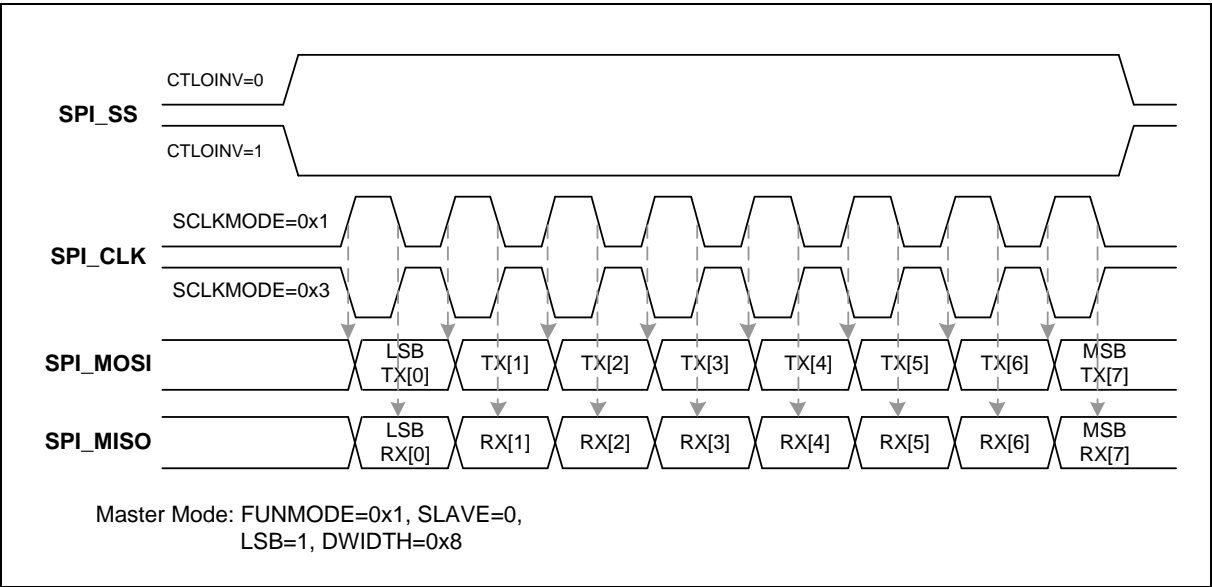 CTLOINV=0
SPI_SS
CTLOINV=1
SCLKMODE=0x1
SPI_CLK
SCLKMODE=0x3
SPI_MOSI
LSB TX[0] TX[1] TX[2] TX[3] TX[4] TX[5] TX[6] MSB TX[7]
SPI_MISO
LSB RX[0] RX[1] RX[2] RX[3] RX[4] RX[5] RX[6] MSB RX[7]
Master Mode: FUNMODE=0x1, SLAVE=0,
LSB=1, DWIDTH=0x8